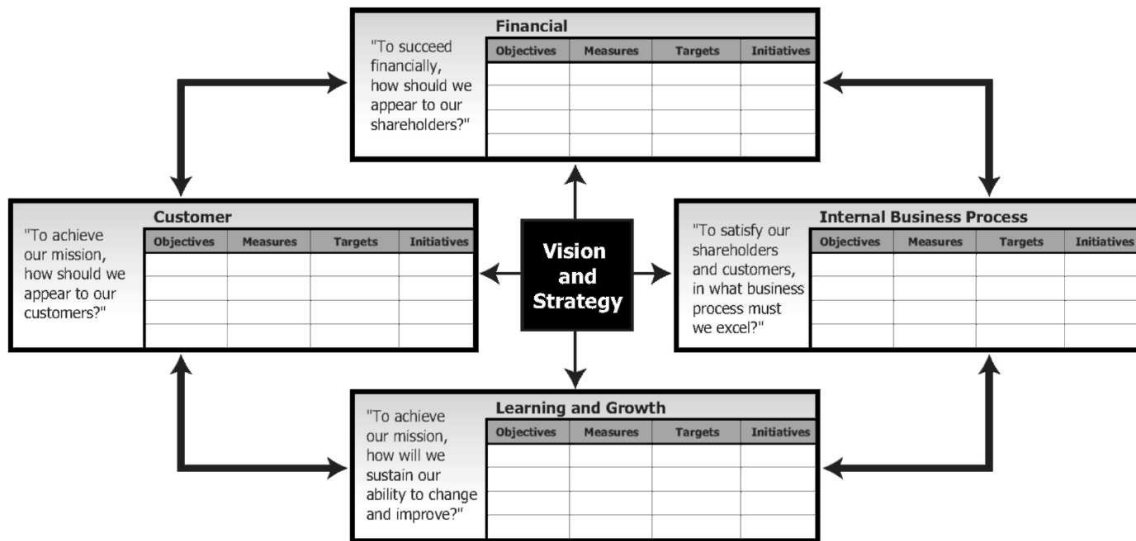 Financial
"To succeed
financially,
how should we
appear to our
shareholders?"
Objectives Measures Targets Initiatives
Customer
"To achieve
our mission,
how should we
appear to our
customers?"
Objectives Measures Targets Initiatives
Vision
and
Strategy
Internal Business Process
"To satisfy our
shareholders
and customers,
in what business
process must
we excel?"
Objectives Measures Targets Initiatives
Learning and Growth
"To achieve
our mission,
how will we
sustain our
ability to change
and improve?"
Objectives Measures Targets Initiatives